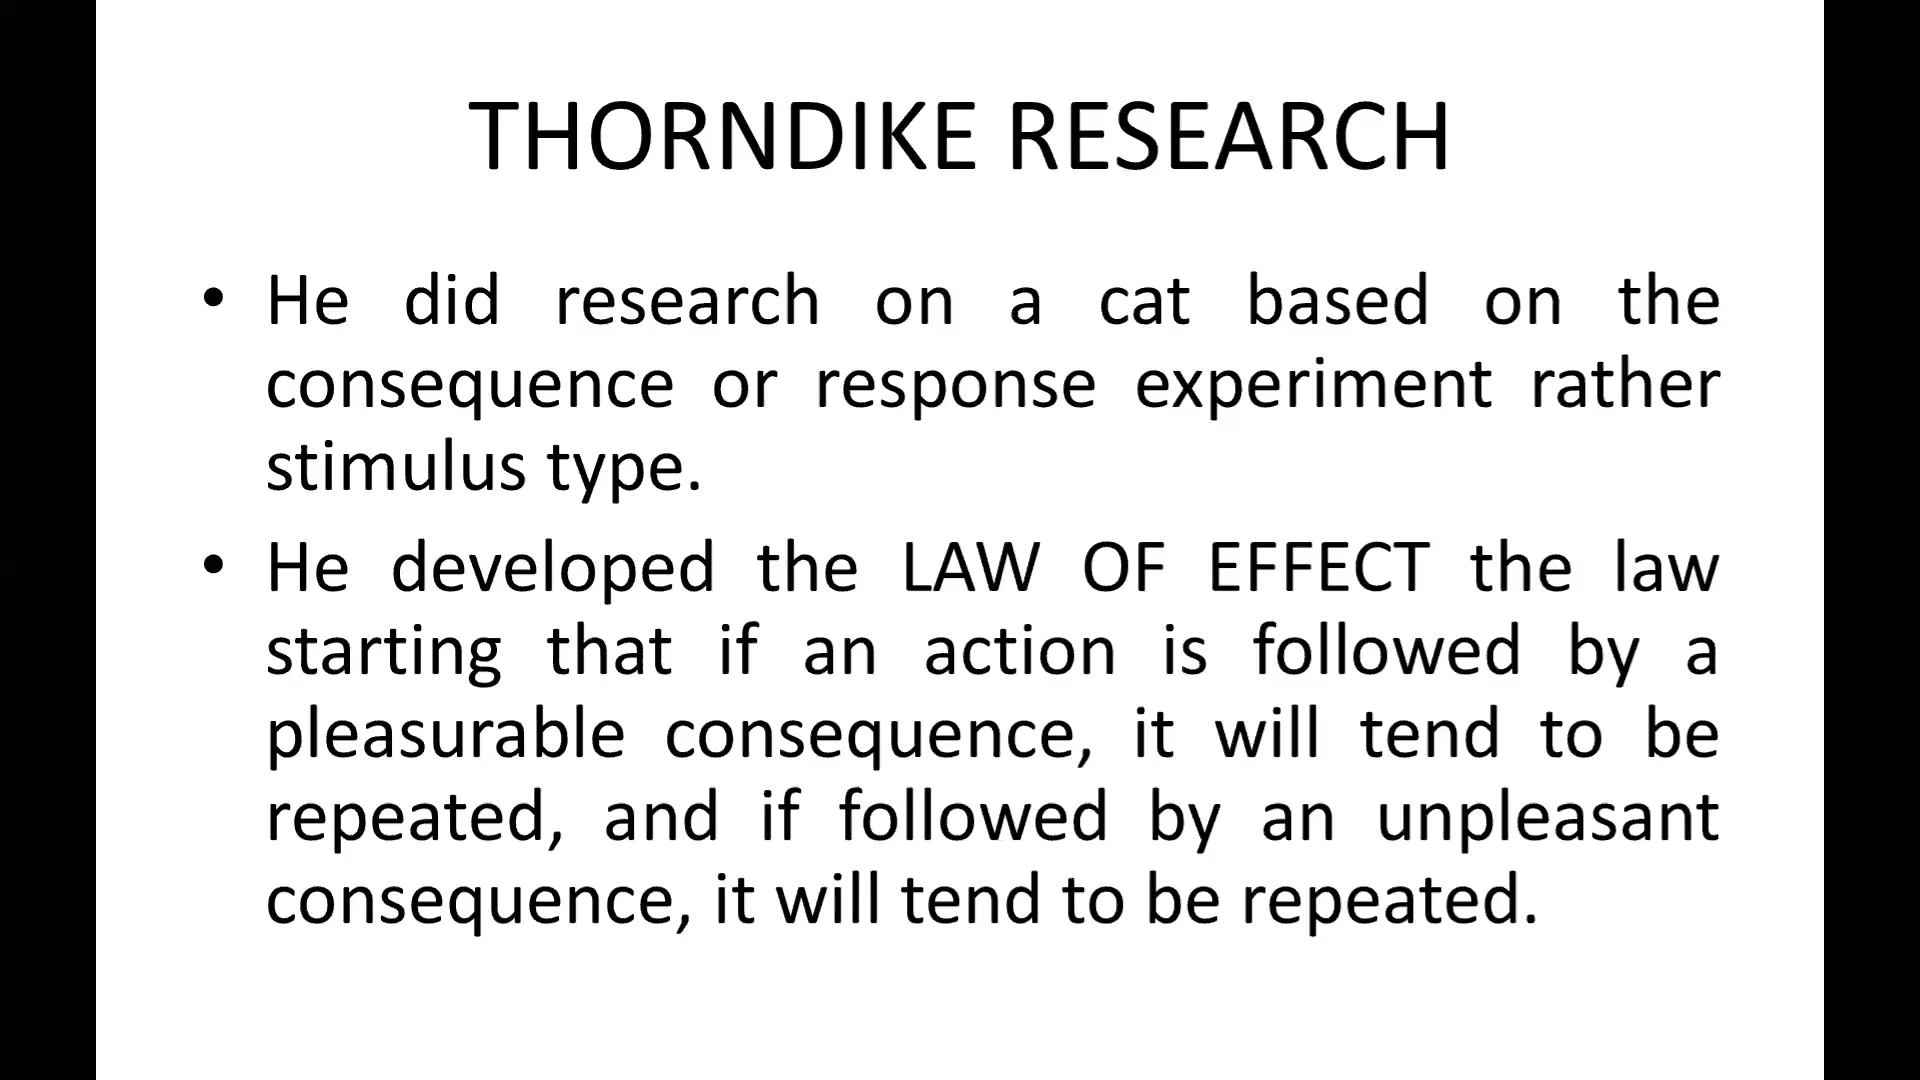 THORNDIKE RESEARCH
• He did research on a cat based on the
consequence or response experiment rather
stimulus type.
• He developed the LAW OF EFFECT the law
starting that if an action is followed by a
pleasurable consequence, it will tend to be
repeated, and if followed by an unpleasant
consequence, it will tend to be repeated.